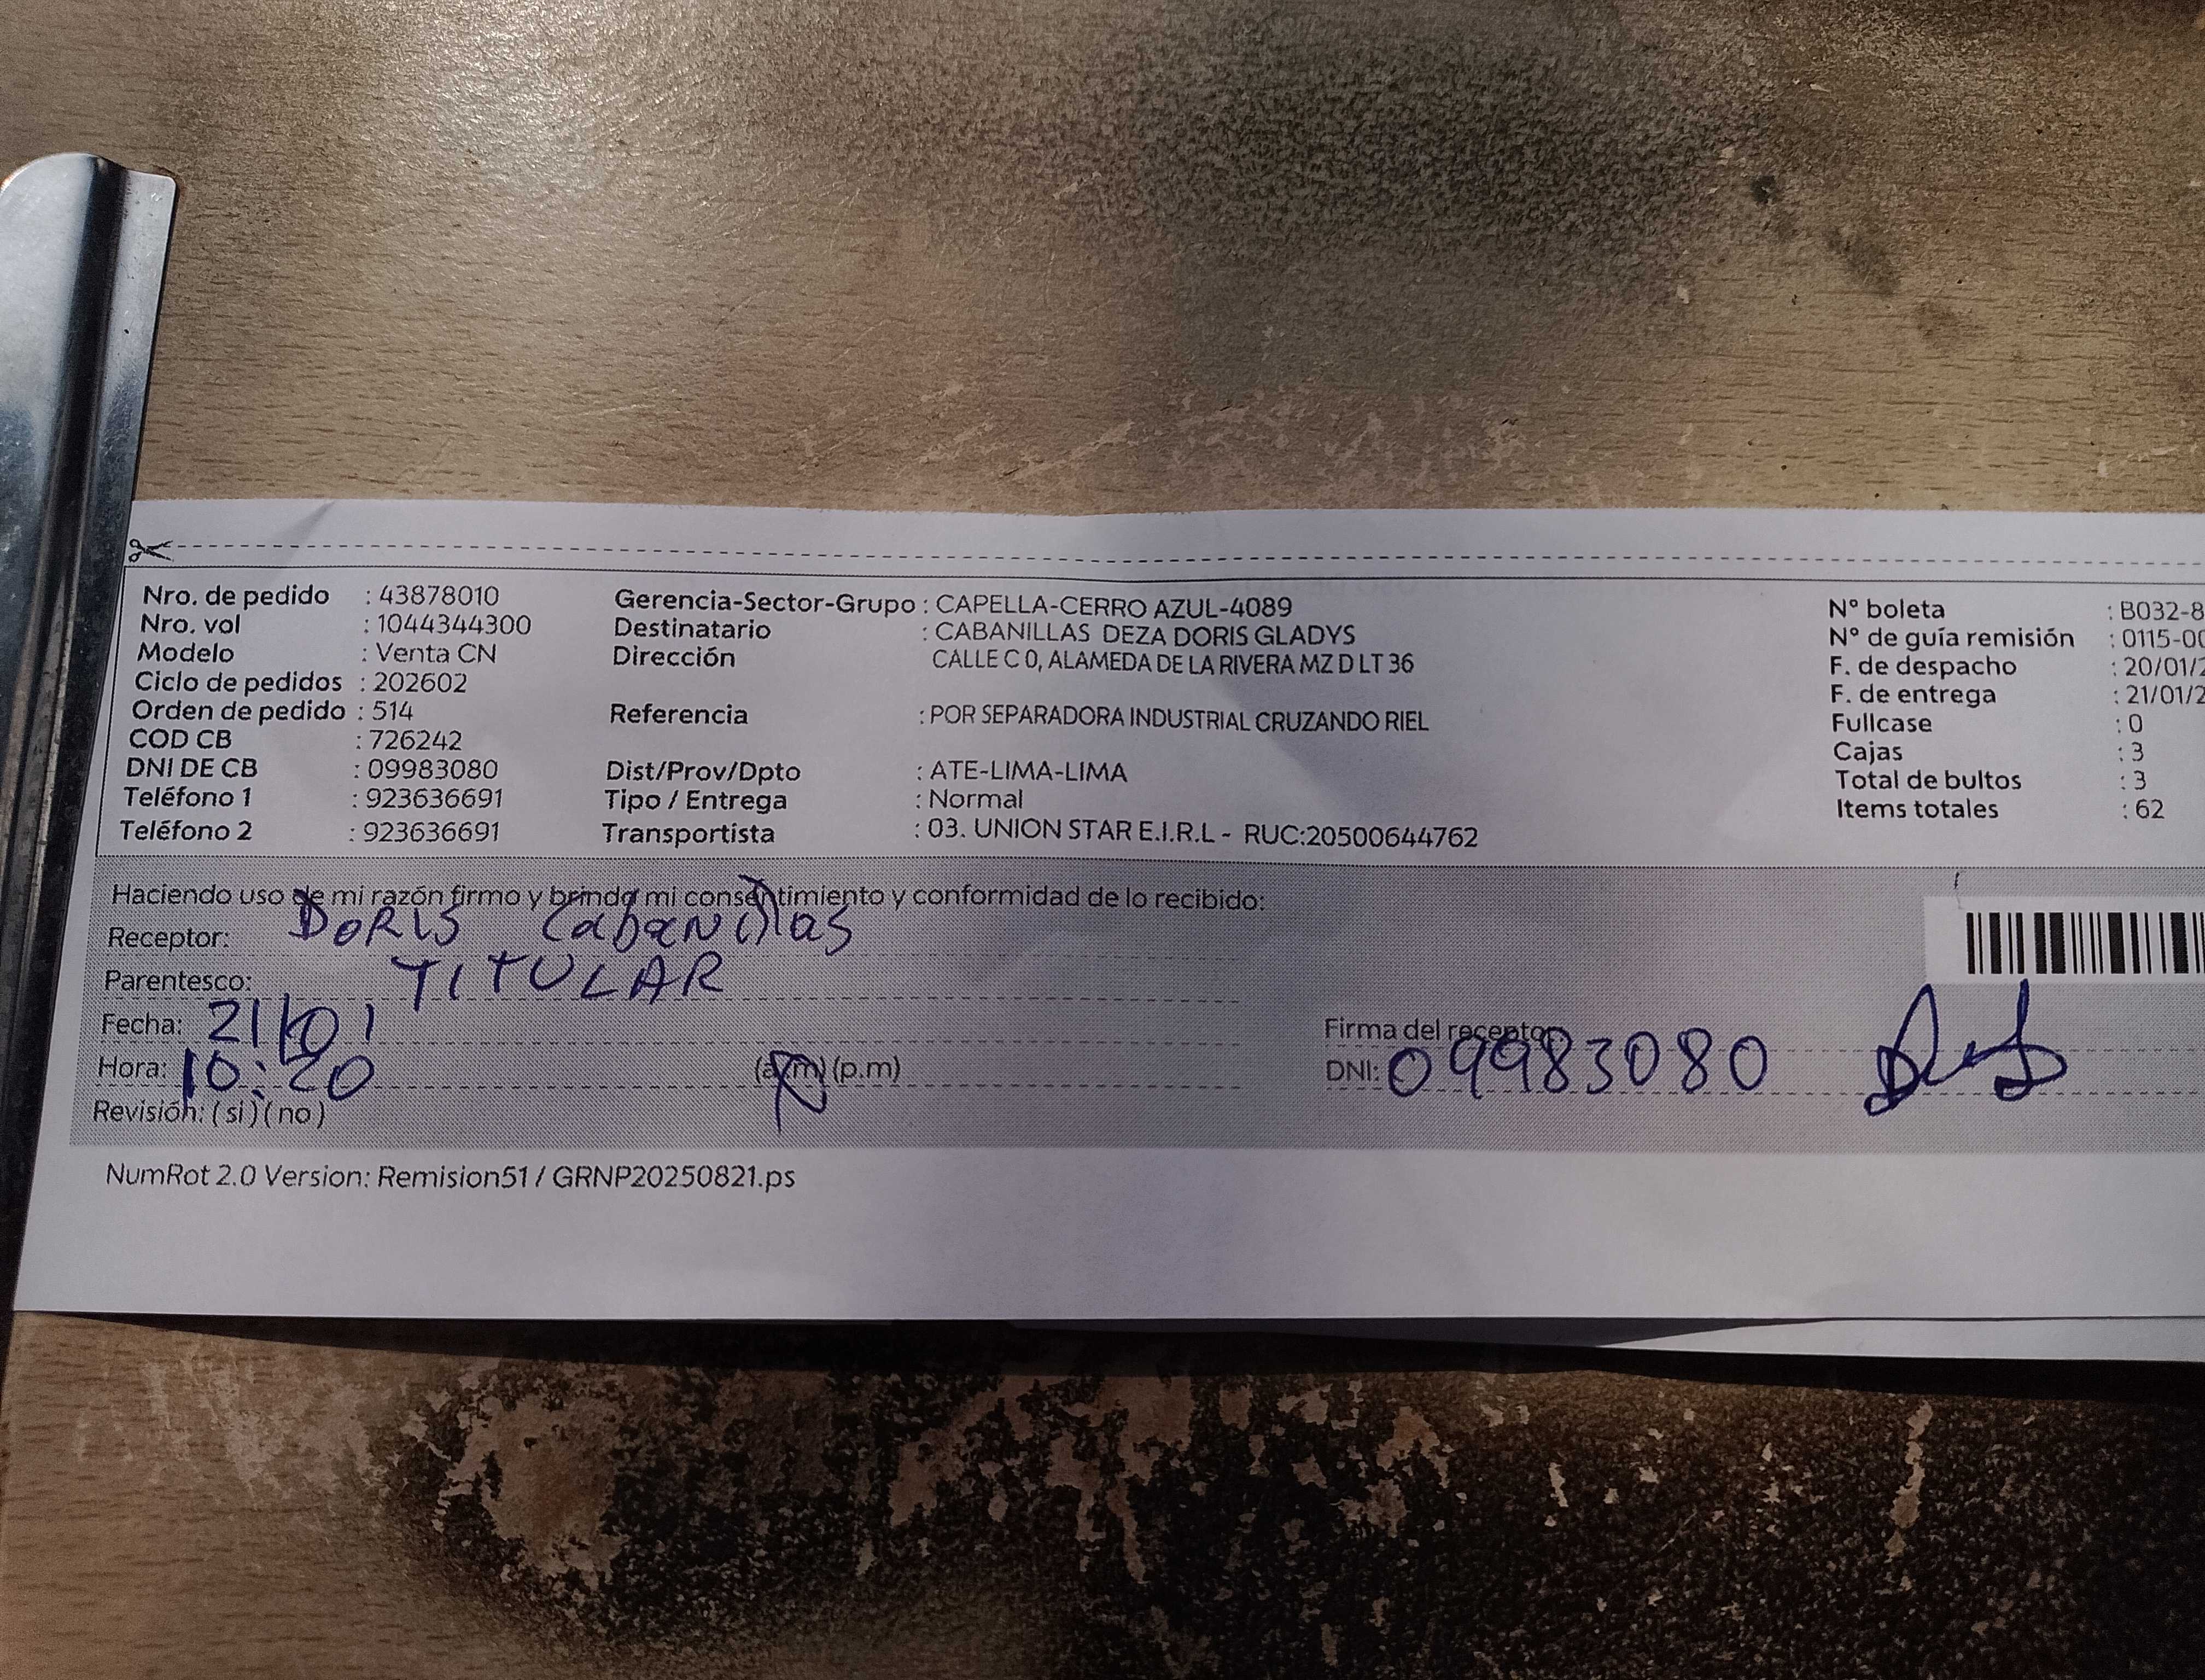 Nro. de pedido : 43878010
Nro. vol : 1044344300
Modelo : Venta CN
Ciclo de pedidos : 202602
Orden de pedido : 514
COD CB : 726242
DNI DE CB : 09983080
Teléfono 1 : 923636691
Teléfono 2 : 923636691
Gerencia-Sector-Grupo : CAPELLA-CERRO AZUL-4089
Destinatario : CABANILLAS DEZA DORIS GLADYS
Dirección CALLE C 0, ALAMEDA DE LA RIVERA MZ D LT 36
Referencia : POR SEPARADORA INDUSTRIAL CRUZANDO RIEL
Dist/Prov/Dpto : ATE-LIMA-LIMA
Tipo / Entrega : Normal
Transportista : 03. UNION STAR E.I.R.L - RUC:20500644762
N° boleta : B032-8
N° de guía remisión : 0115-00
F. de despacho : 20/01/2
F. de entrega : 21/01/2
Fullcase : 0
Cajas : 3
Total de bultos : 3
Items totales : 62
Haciendo uso de mi razón firmo y brindo mi consentimiento y conformidad de lo recibido:
Receptor: DORIS Cabanillas
Parentesco: TITULAR
Fecha: 21/01
Hora: 10:20 (a.m) (p.m)
Revisión: (si) (no)
Firma del receptor
DNI: 09983080
NumRot 2.0 Version: Remision51 / GRNP20250821.ps